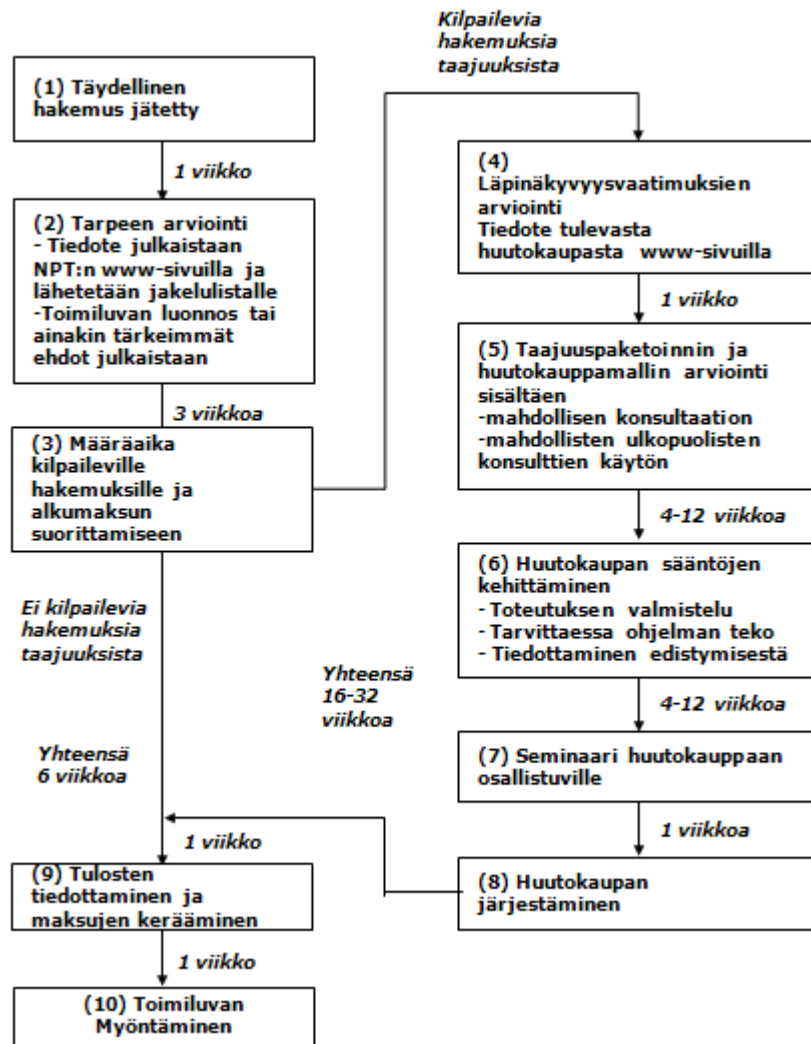 Kilpailevia
hakemuksia
taajuuksista
(1) Täydellinen
hakemus jätetty
1 viikko
(2) Tarpeen arviointi
- Tiedote julkaistaan
NPT:n www-sivuilla ja
lähetetään jakelulistalle
-Toimiluvan luonnos tai
ainakin tärkeimmät
ehdot julkaistaan
3 viikkoa
(3) Määräaika
kilpaileville
hakemuksille ja
alkumaksun
suorittamiseen
(4)
Läpinäkyvyysvaatimuksien
arviointi
Tiedote tulevasta
huutokaupasta www-sivuilla
1 viikko
(5) Taajuuspaketoinnin ja
huutokauppamallin arviointi
sisältäen
-mahdollisen konsultaation
-mahdollisten ulkopuolisten
konsulttien käytön
4-12 viikkoa
(6) Huutokaupan sääntöjen
kehittäminen
- Toteutuksen valmistelu
- Tarvittaessa ohjelman teko
- Tiedottaminen edistymisestä
4-12 viikkoa
(7) Seminaari huutokauppaan
osallistuville
1 viikkoa
(8) Huutokaupan
järjestäminen
Ei kilpailevia
hakemuksia
taajuuksista
Yhteensä
16-32
viikkoa
Yhteensä
6 viikkoa
1 viikko
(9) Tulosten
tiedottaminen ja
maksujen kerääminen
1 viikko
(10) Toimiluvan
Myöntäminen